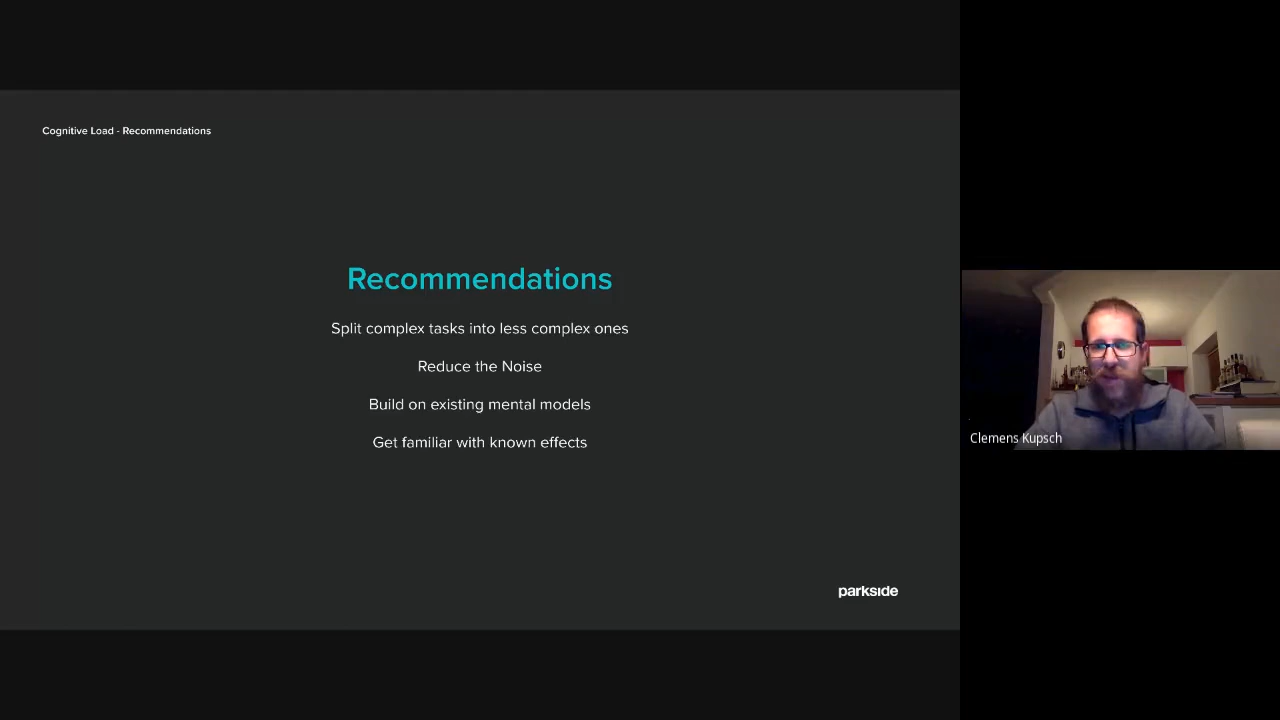 Cognitive Load - Recommendations
Recommendations
Split complex tasks into less complex ones
Reduce the Noise
Build on existing mental models
Get familiar with known effects
Clemens Kupsch
parkside